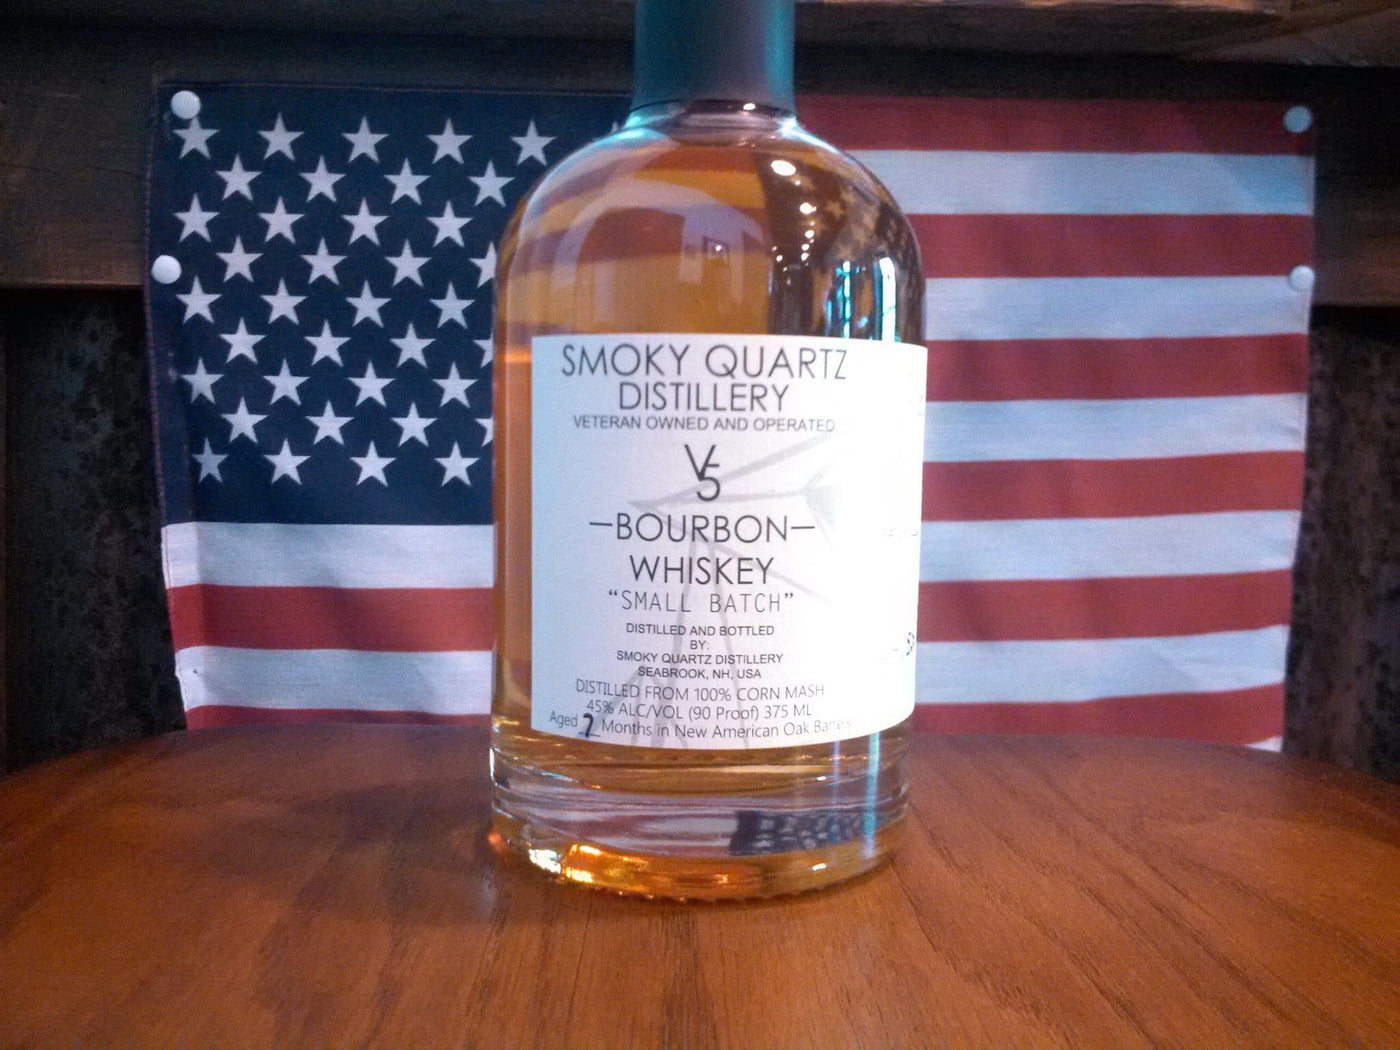 SMOKY QUARTZ
DISTILLERY
VETERAN OWNED AND OPERATED
V5
—BOURBON—
WHISKEY
“SMALL BATCH”
DISTILLED AND BOTTLED
BY:
SMOKY QUARTZ DISTILLERY
SEABROOK, NH, USA
DISTILLED FROM 100% CORN MASH
45% ALC/VOL (90 Proof) 375 ML
Aged 7 Months in New American Oak Barrels